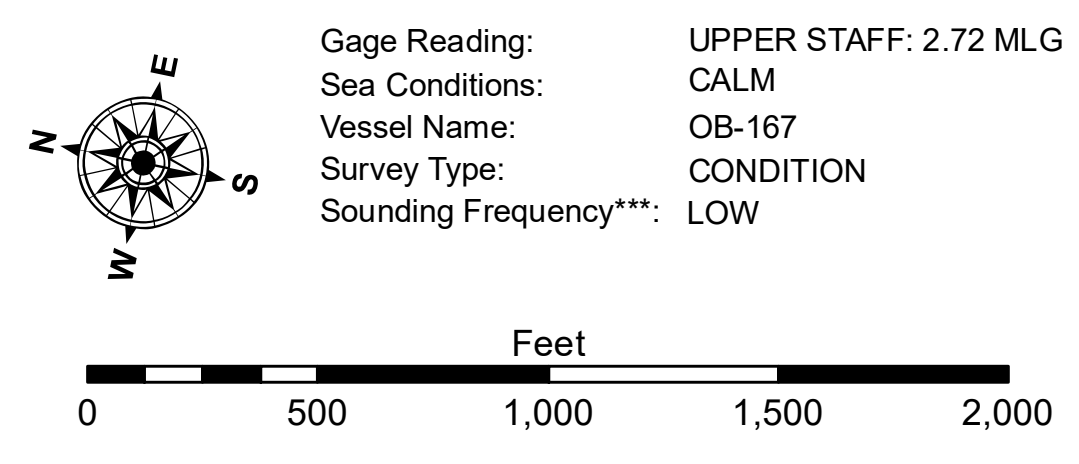 E
N
S
W
Gage Reading: UPPER STAFF: 2.72 MLG
Sea Conditions: CALM
Vessel Name: OB-167
Survey Type: CONDITION
Sounding Frequency***: LOW
Feet
0 500 1,000 1,500 2,000